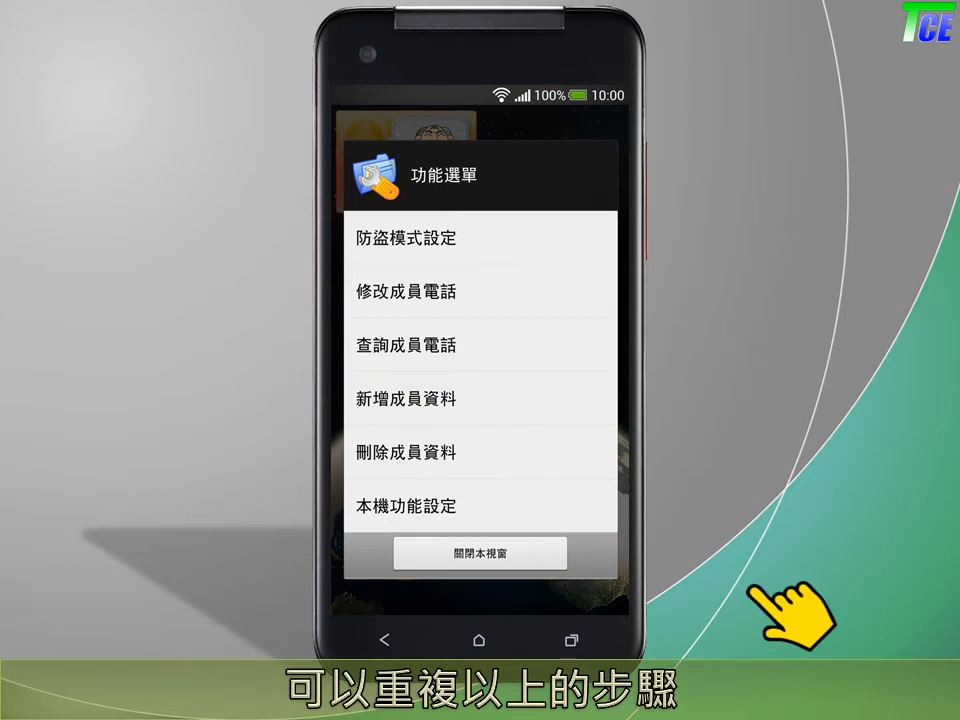 TCE
100% 10:00
功能選單
防盜模式設定
修改成員電話
查詢成員電話
新增成員資料
刪除成員資料
本機功能設定
關閉本視窗
可以重複以上的步驟